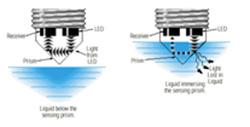 Receiver
LED
Prism
Light
from
LED
Liquid below the
sensing prism.
Receiver
LED
Prism
Light
Lost in
Liquid
Liquid immersing
the sensing prism.